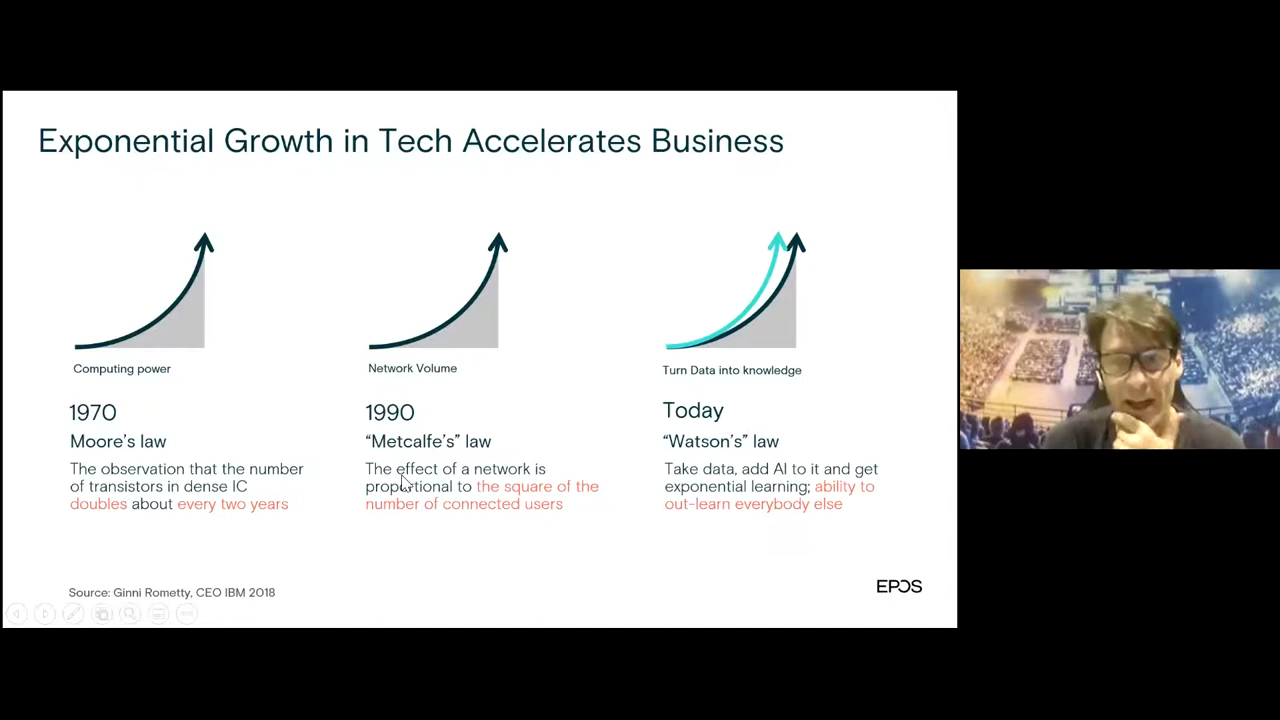 Exponential Growth in Tech Accelerates Business
Computing power
1970
Moore's law
The observation that the number
of transistors in dense IC
doubles about every two years
Network Volume
1990
“Metcalfe's” law
The effect of a network is
proportional to the square of the
number of connected users
Turn Data into knowledge
Today
“Watson's” law
Take data, add AI to it and get
exponential learning; ability to
out-learn everybody else
Source: Ginni Rometty, CEO IBM 2018
EPOS